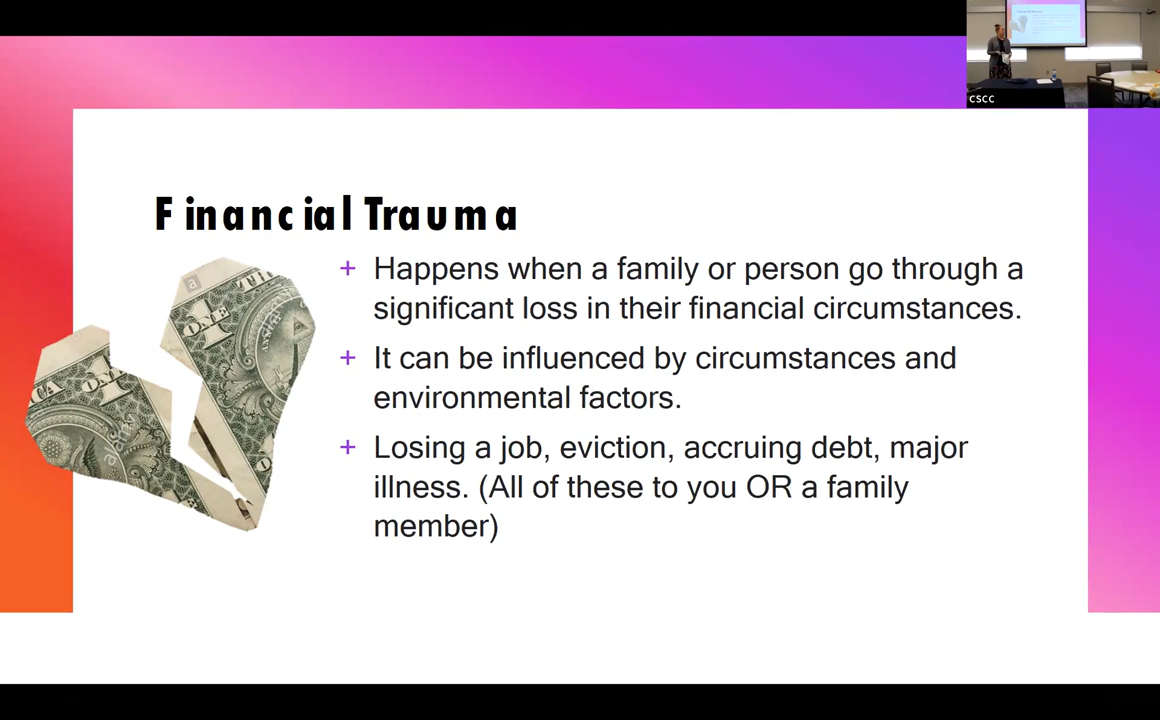 CSCC
Financial Trauma
+ Happens when a family or person go through a
significant loss in their financial circumstances.
+ It can be influenced by circumstances and
environmental factors.
+ Losing a job, eviction, accruing debt, major
illness. (All of these to you OR a family
member)
a
ONE
1